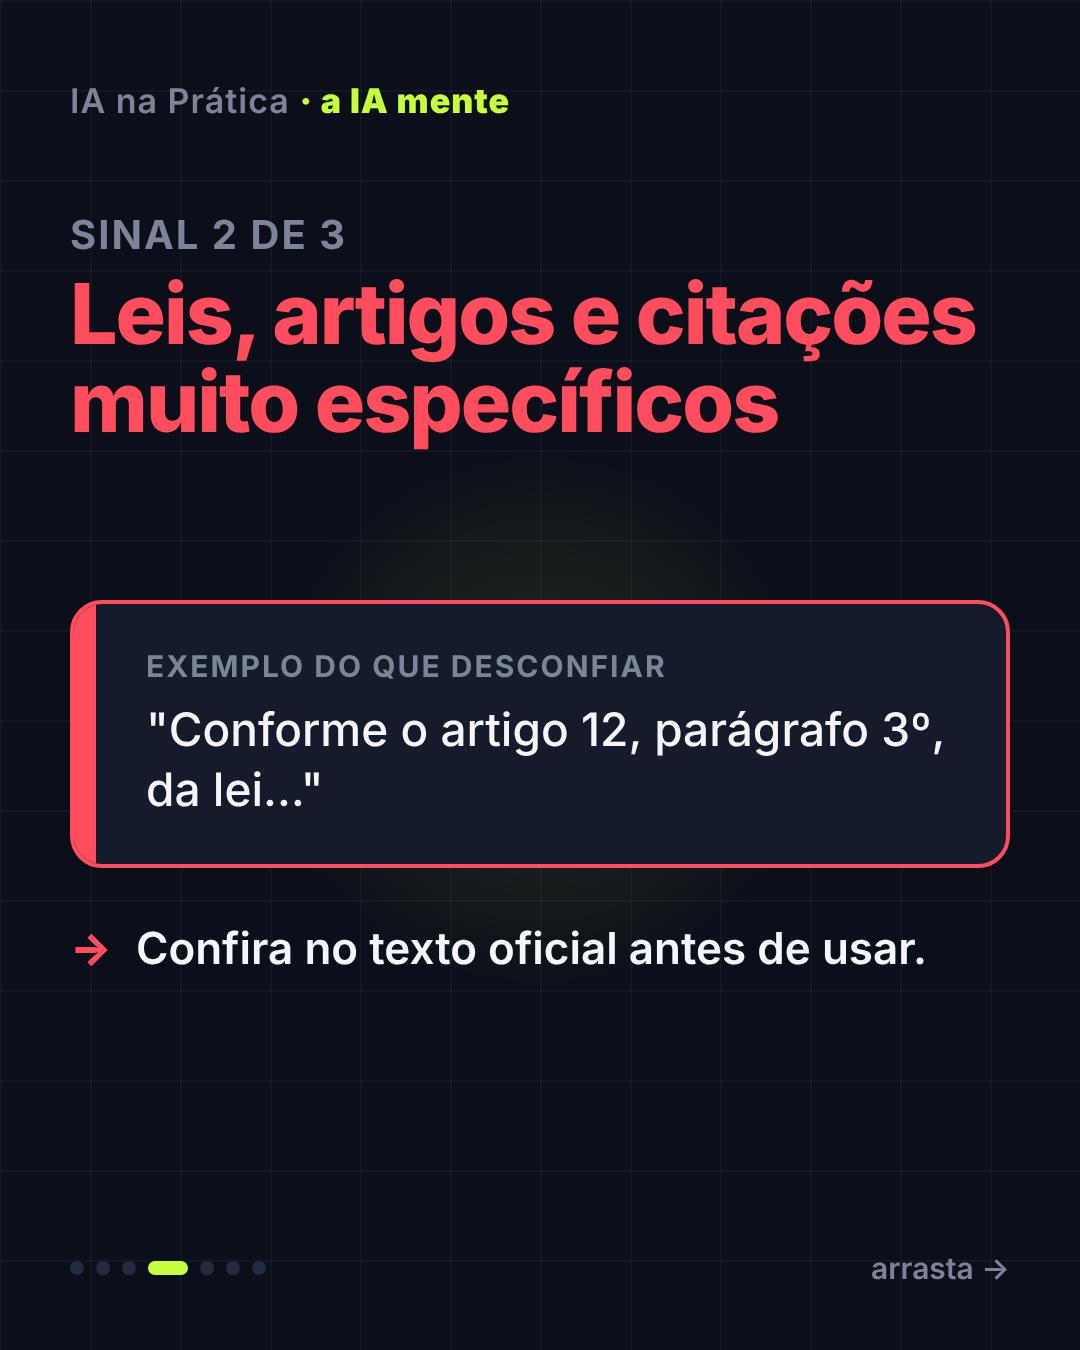 IA na Prática · a IA mente
SINAL 2 DE 3
Leis, artigos e citações
muito específicos
EXEMPLO DO QUE DESCONFIAR
"Conforme o artigo 12, parágrafo 3º,
da lei..."
→ Confira no texto oficial antes de usar.
arrasta →